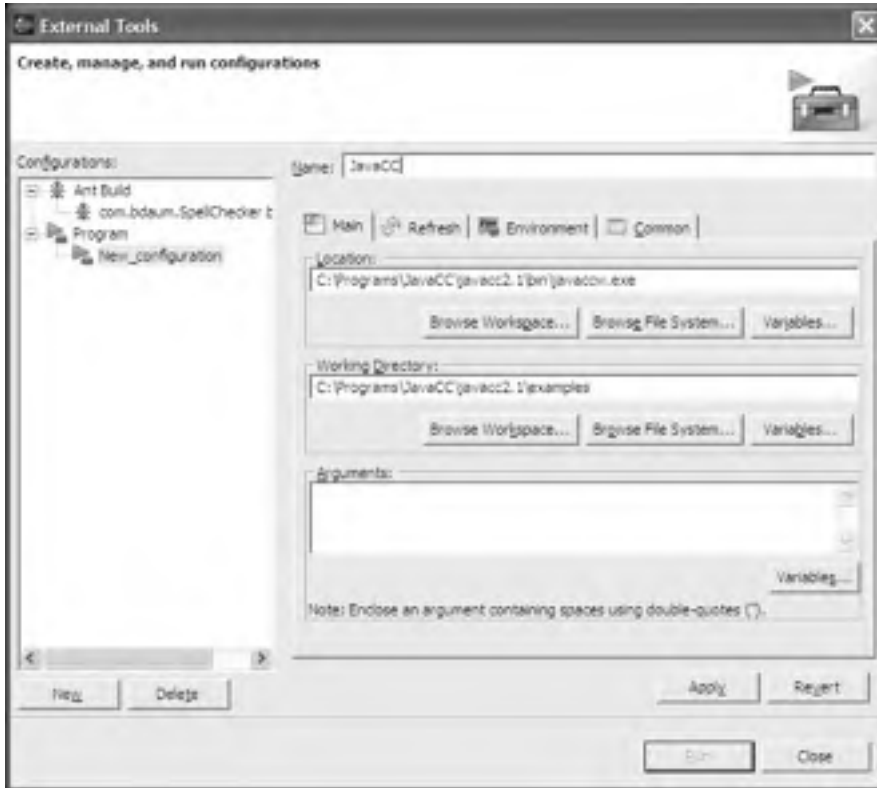 External Tools
Create, manage, and run configurations
Configurations:
Ant Build
com.bdaum.SpellChecker b
Program
New_configuration
New
Delete
Name: JavaCC
Main Refresh Environment Common
Location:
C:\Programs\JavaCC\javacc2.1\bin\javaccw.exe
Browse Workspace... Browse File System... Variables...
Working Directory:
C:\Programs\JavaCC\javacc2.1\examples
Browse Workspace... Browse File System... Variables...
Arguments:
Variables...
Note: Enclose an argument containing spaces using double-quotes (").
Apply Revert
Run Close